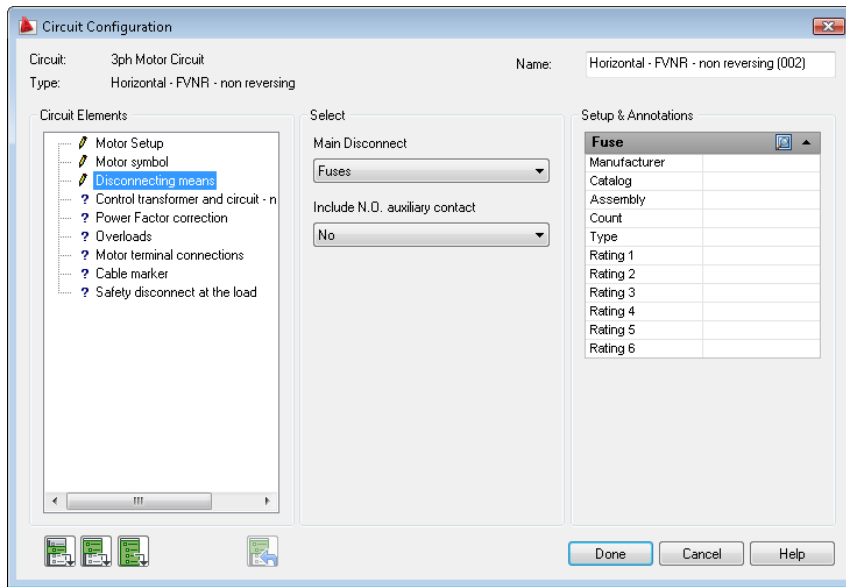 Circuit Configuration
Circuit: 3ph Motor Circuit
Name: Horizontal - FVNR - non reversing (002)
Type: Horizontal - FVNR - non reversing
Circuit Elements
Motor Setup
Motor symbol
Disconnecting means
? Control transformer and circuit - n
? Power Factor correction
? Overloads
? Motor terminal connections
? Cable marker
? Safety disconnect at the load
Select
Main Disconnect
Fuses
Include N.O. auxiliary contact
No
Setup & Annotations
Fuse
Manufacturer
Catalog
Assembly
Count
Type
Rating 1
Rating 2
Rating 3
Rating 4
Rating 5
Rating 6
Done
Cancel
Help